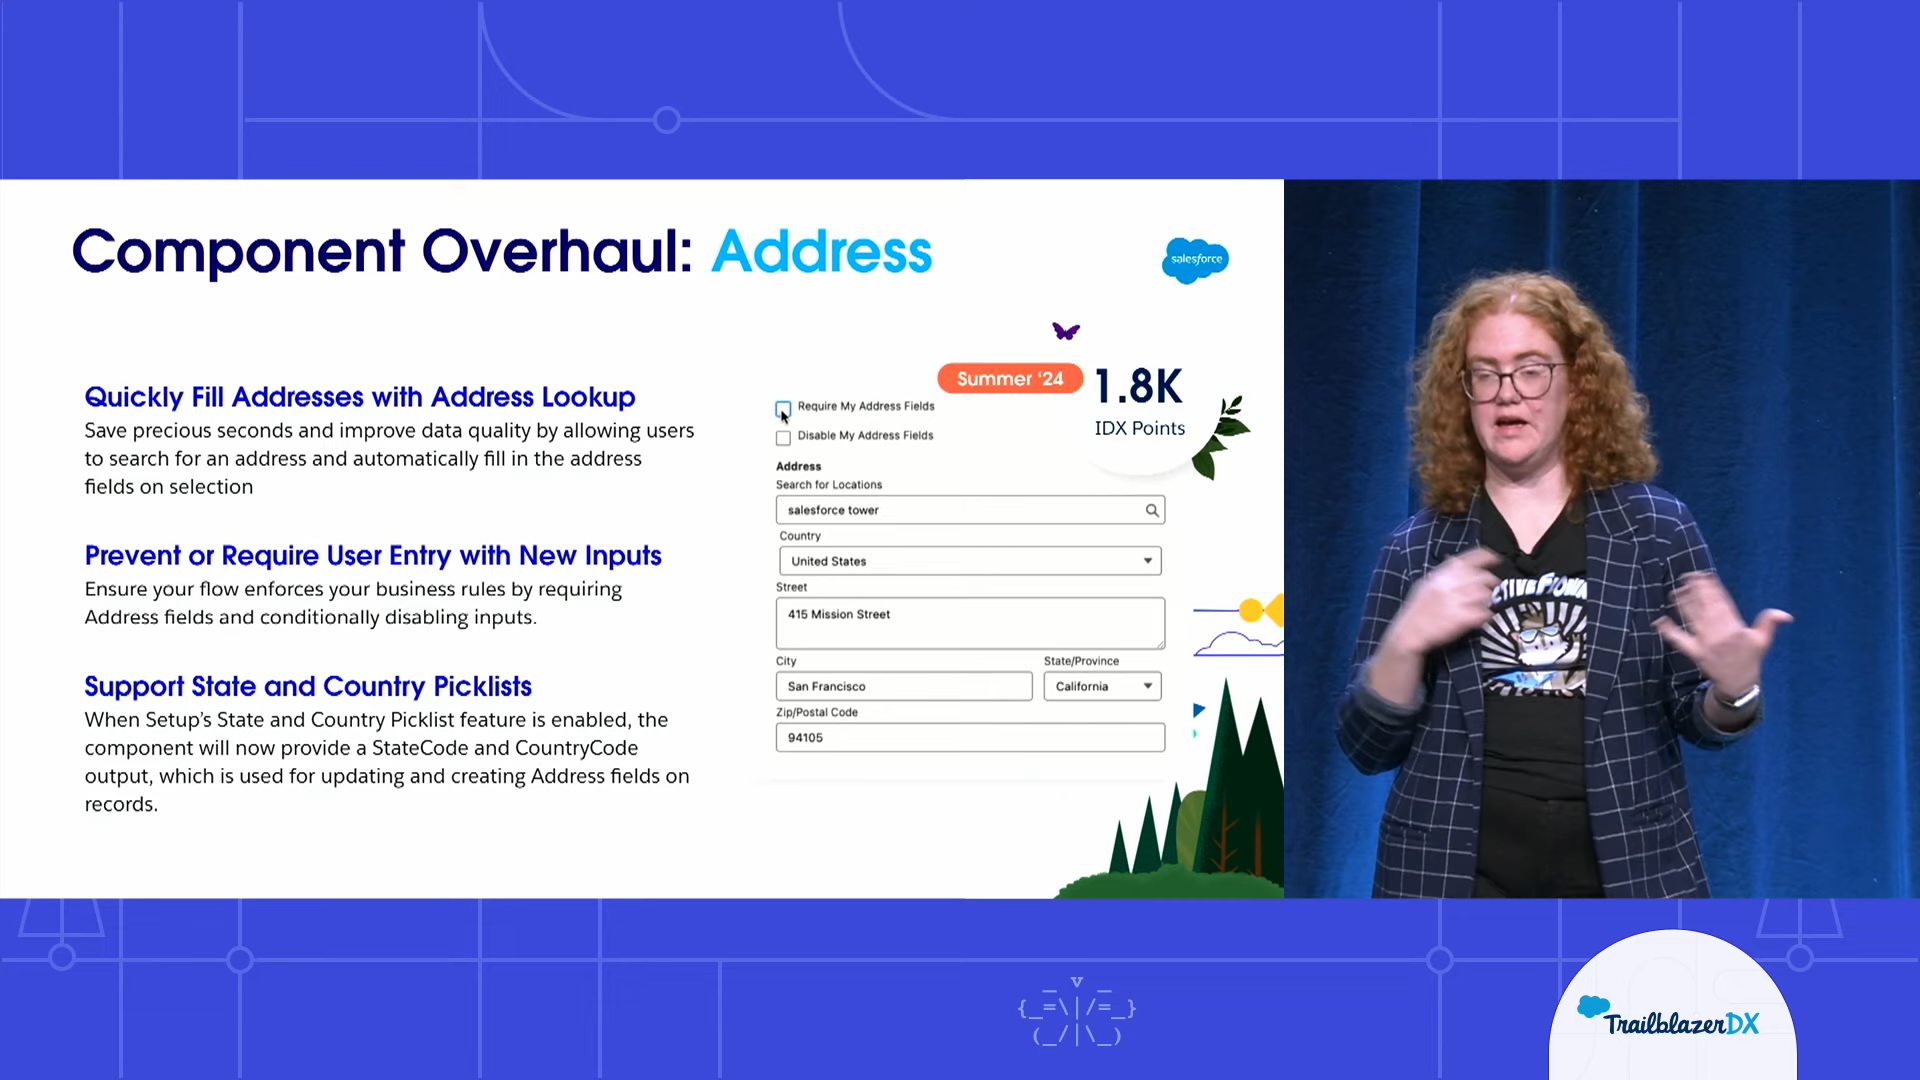 Component Overhaul: Address
salesforce
Quickly Fill Addresses with Address Lookup
Save precious seconds and improve data quality by allowing users
to search for an address and automatically fill in the address
fields on selection
Prevent or Require User Entry with New Inputs
Ensure your flow enforces your business rules by requiring
Address fields and conditionally disabling inputs.
Support State and Country Picklists
When Setup's State and Country Picklist feature is enabled, the
component will now provide a StateCode and CountryCode
output, which is used for updating and creating Address fields on
records.
Summer ‘24
1.8K
IDX Points
Require My Address Fields
Disable My Address Fields
Address
Search for Locations
salesforce tower
Country
United States
Street
415 Mission Street
City
State/Province
San Francisco
California
Zip/Postal Code
94105
TrailblazerDX